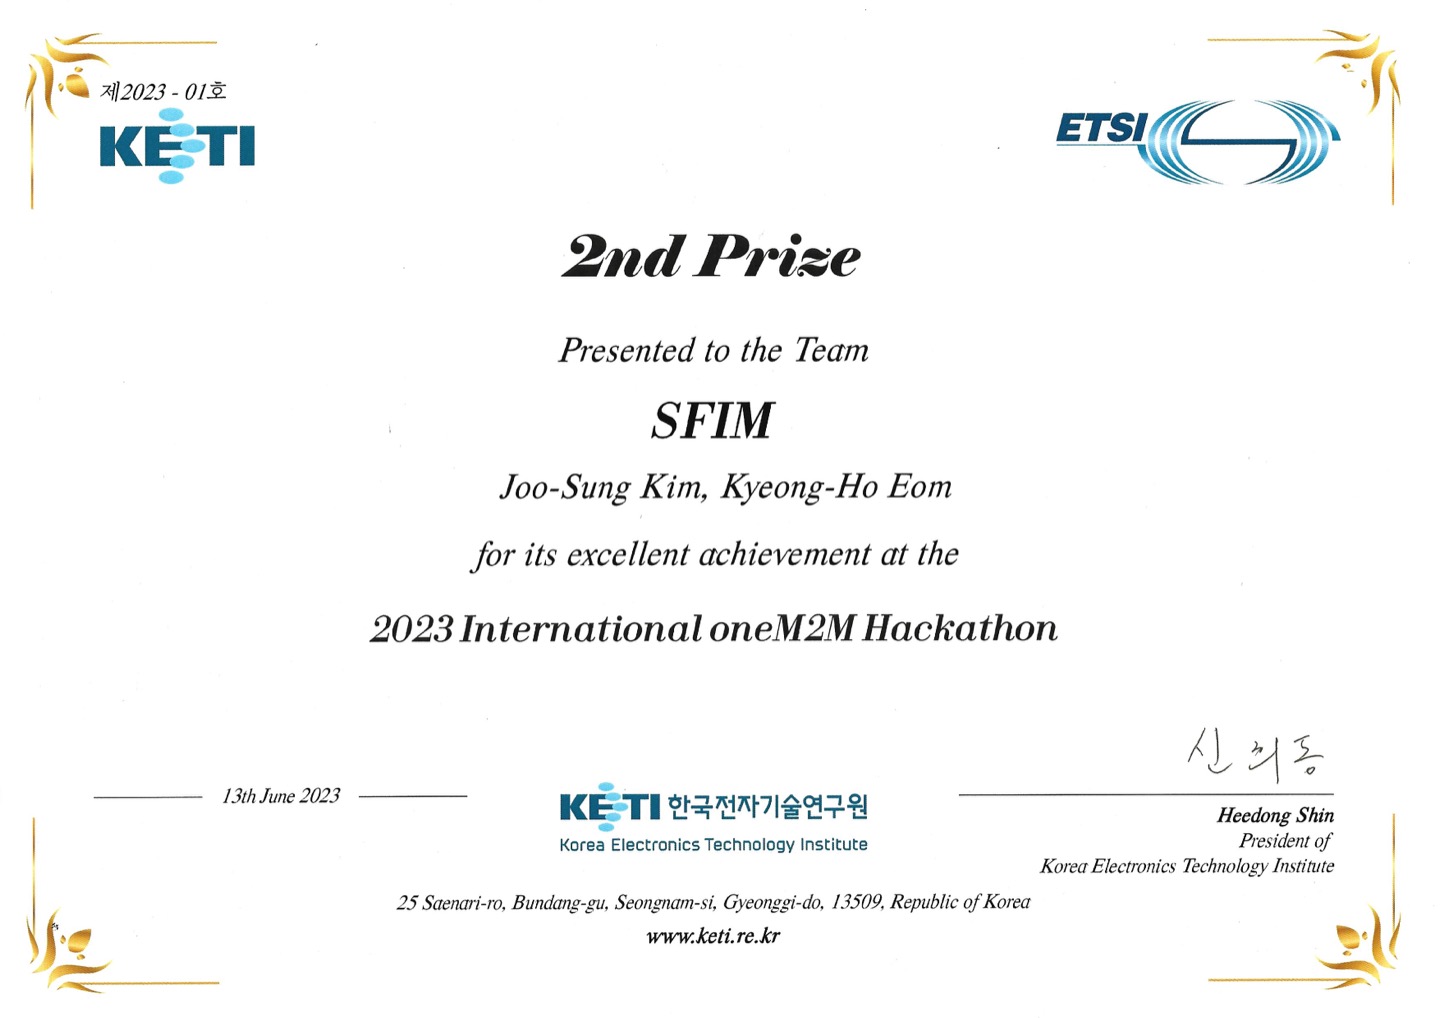 제2023 - 01호
KETI
ETSI
2nd Prize
Presented to the Team
SFIM
Joo-Sung Kim, Kyeong-Ho Eom
for its excellent achievement at the
2023 International oneM2M Hackathon
신희동
13th June 2023
KETI 한국전자기술연구원
Korea Electronics Technology Institute
Heedong Shin
President of
Korea Electronics Technology Institute
25 Saenari-ro, Bundang-gu, Seongnam-si, Gyeonggi-do, 13509, Republic of Korea
www.keti.re.kr